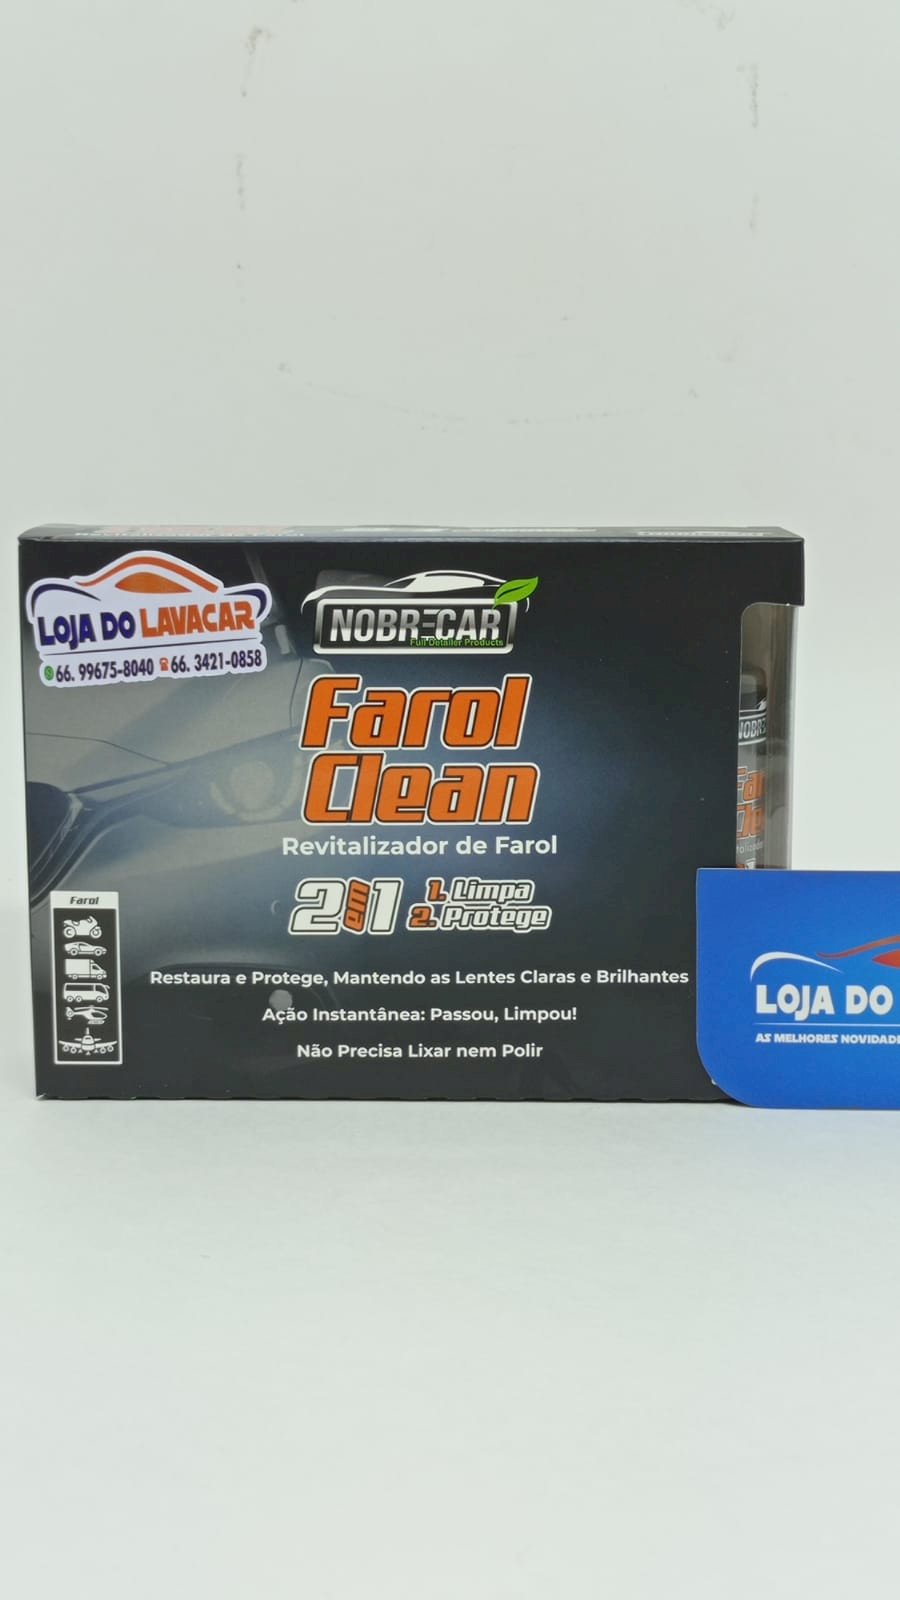 LOJA DO LAVACAR
66. 99675-8040 66. 3421-0858
NOBRECAR
Full Detailer Products
Farol
Clean
Revitalizador de Farol
2 em 1
1. Limpa
2. Protege
Restaura e Protege, Mantendo as Lentes Claras e Brilhantes
Ação Instantânea: Passou, Limpou!
Não Precisa Lixar nem Polir
Farol
LOJA DO
AS MELHORES NOVIDADE